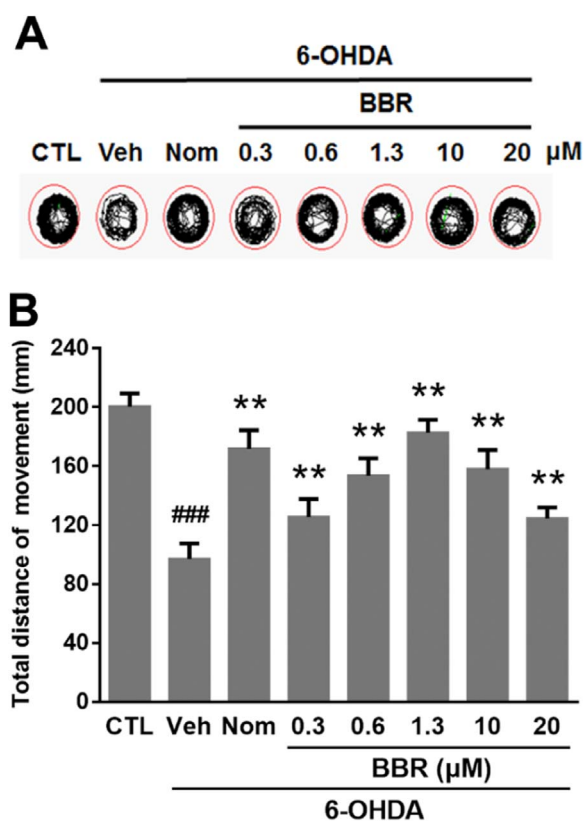 A
6-OHDA
BBR
CTL Veh Nom 0.3 0.6 1.3 10 20 μM
B
Total distance of movement (mm)
240
200
160
120
80
40
0
###
**
**
**
**
**
**
CTL Veh Nom 0.3 0.6 1.3 10 20
BBR (μM)
6-OHDA